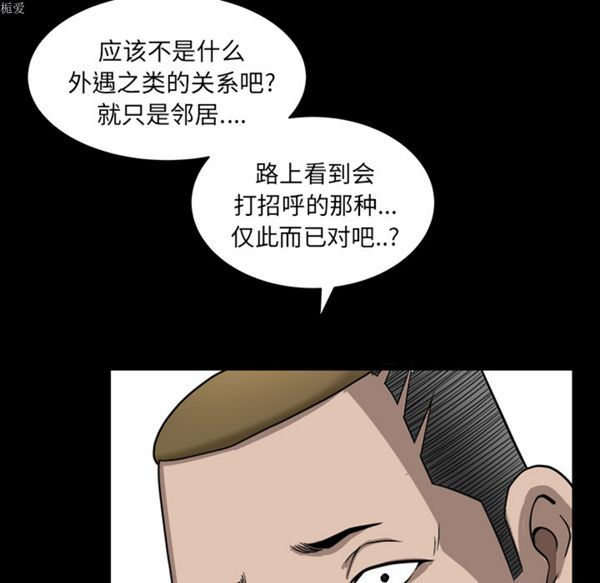 栀爱
应该不是什么
外遇之类的关系吧?
就只是邻居....
路上看到会
打招呼的那种...
仅此而已对吧..?